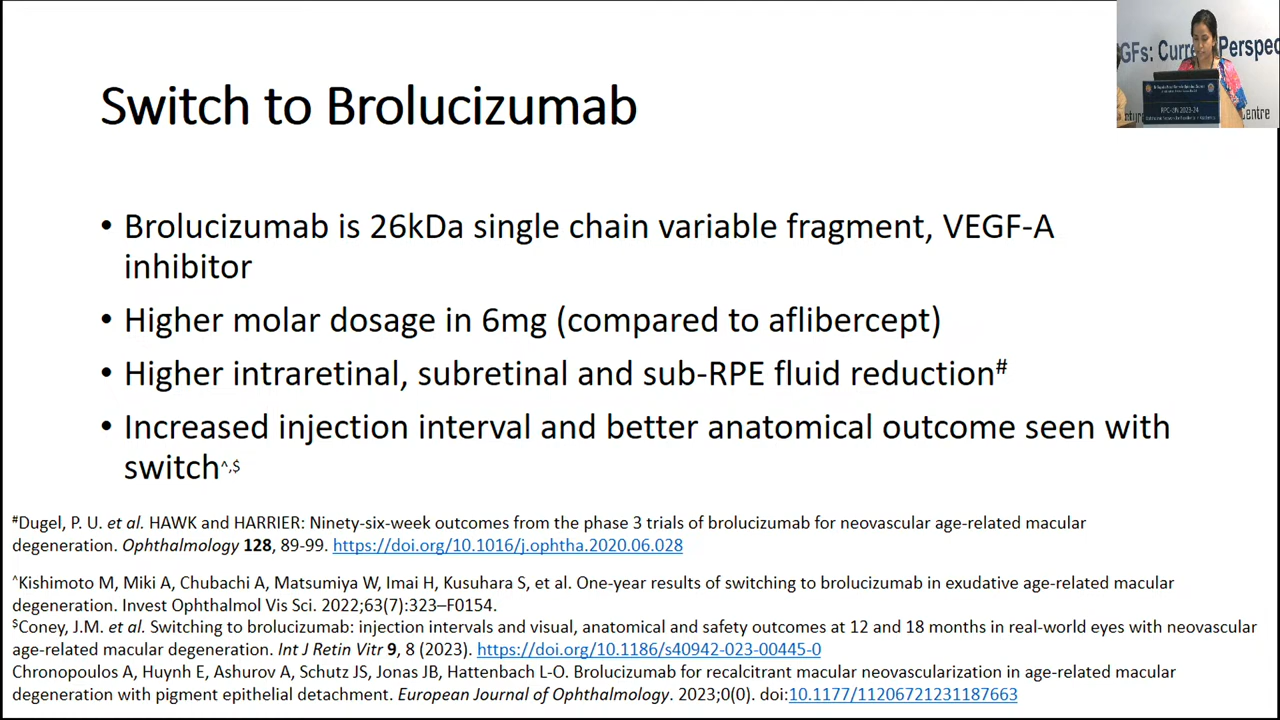 Switch to Brolucizumab
• Brolucizumab is 26kDa single chain variable fragment, VEGF-A
inhibitor
• Higher molar dosage in 6mg (compared to aflibercept)
• Higher intraretinal, subretinal and sub-RPE fluid reduction#
• Increased injection interval and better anatomical outcome seen with
switch^,$
#Dugel, P. U. et al. HAWK and HARRIER: Ninety-six-week outcomes from the phase 3 trials of brolucizumab for neovascular age-related macular
degeneration. Ophthalmology 128, 89-99. https://doi.org/10.1016/j.ophtha.2020.06.028
^Kishimoto M, Miki A, Chubachi A, Matsumiya W, Imai H, Kusuhara S, et al. One-year results of switching to brolucizumab in exudative age-related macular
degeneration. Invest Ophthalmol Vis Sci. 2022;63(7):323–F0154.
$Coney, J.M. et al. Switching to brolucizumab: injection intervals and visual, anatomical and safety outcomes at 12 and 18 months in real-world eyes with neovascular
age-related macular degeneration. Int J Retin Vitr 9, 8 (2023). https://doi.org/10.1186/s40942-023-00445-0
Chronopoulos A, Huynh E, Ashurov A, Schutz JS, Jonas JB, Hattenbach L-O. Brolucizumab for recalcitrant macular neovascularization in age-related macular
degeneration with pigment epithelial detachment. European Journal of Ophthalmology. 2023;0(0). doi:10.1177/11206721231187663
GFs: Curre Perspec
2023-24
entre